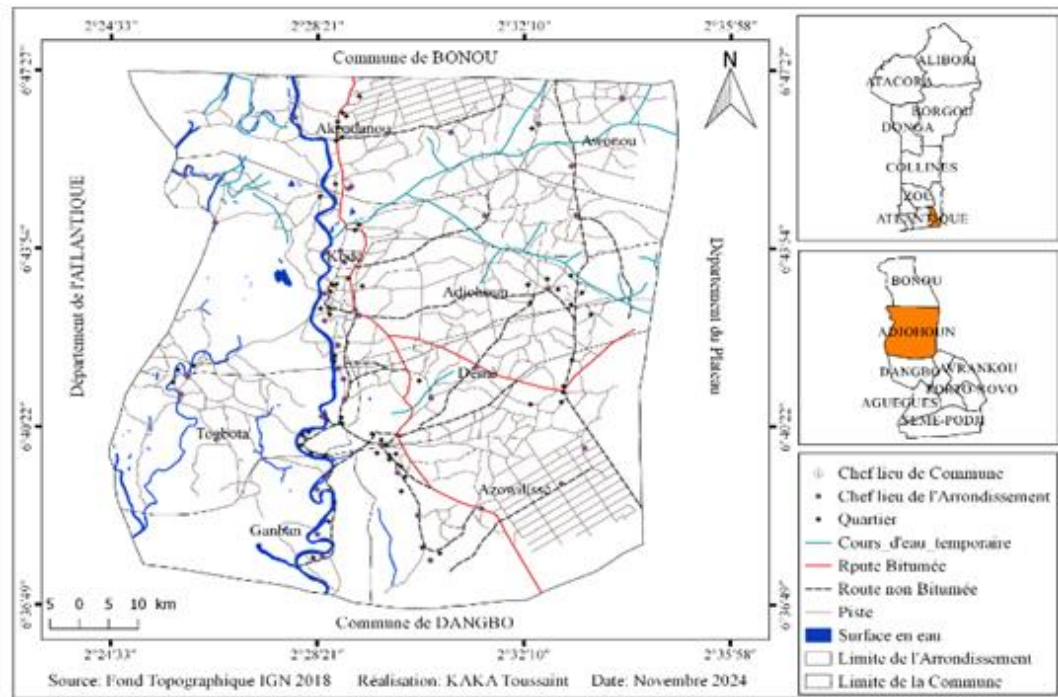 2°24'33" 2°28'21" 2°32'10" 2°35'58"
Commune de BONOU
N
6°47'27"
6°47'27"
Akpadanou
Awonou
Département de l'ATLANTIQUE
6°43'54"
6°43'54"
Kodé
Adjohoun
Département du Plateau
Dème
6°40'22"
6°40'22"
Togbota
Azowlissè
Ganban
6°36'49"
6°36'49"
5 0 5 10 km
Commune de DANGBO
2°24'33" 2°28'21" 2°32'10" 2°35'58"
Source: Fond Topographique IGN 2018 Réalisation: KAKA Toussaint Date: Novembre 2024
ALIBORI
ATACORA
BORGOU
DONGA
COLLINES
ZOU
ATLANTIQUE
BONOU
ADJOHOUN
DANGBO
AVRANKOU
PORTO-NOVO
AGUEGUES
SEME-PODJI
Chef lieu de Commune
Chef lieu de l'Arrondissement
Quartier
Cours_d'eau_temporaire
Rpute Bitumée
Route non Bitumée
Piste
Surface en eau
Limite de l'Arrondissement
Limite de la Commune